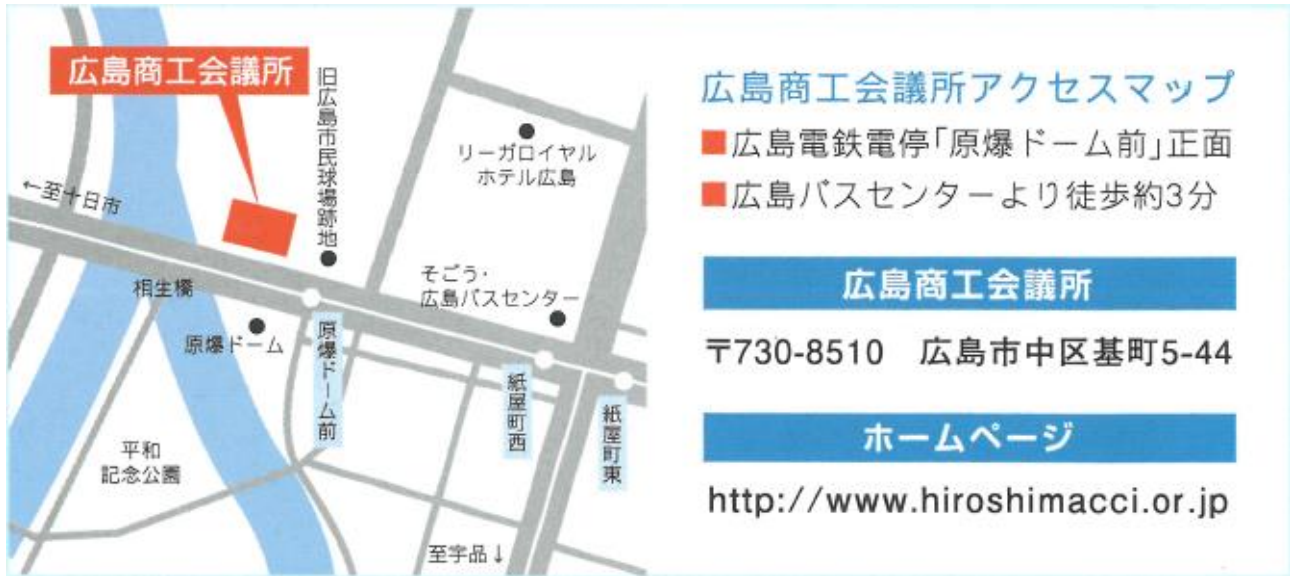 広島商工会議所
旧広島市民球場跡地
リーガロイヤル
ホテル広島
←至十日市
相生橋
そごう・
広島バスセンター
原爆ドーム
原爆ドーム前
紙屋町西
紙屋町東
平和
記念公園
至宇品↓
広島商工会議所アクセスマップ
■広島電鉄電停｢原爆ドーム前｣正面
■広島バスセンターより徒歩約3分
広島商工会議所
〒730-8510 広島市中区基町5-44
ホームページ
http://www.hiroshimacci.or.jp